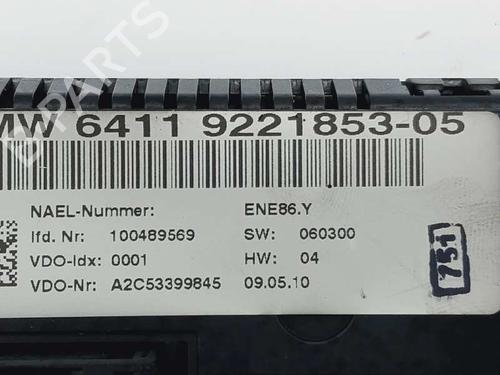 MW 6411 9221853-05
NAEL-Nummer: ENE86.Y
lfd. Nr: 100489569 SW: 060300
VDO-Idx: 0001 HW: 04
VDO-Nr: A2C53399845 09.05.10
751
B PARTS